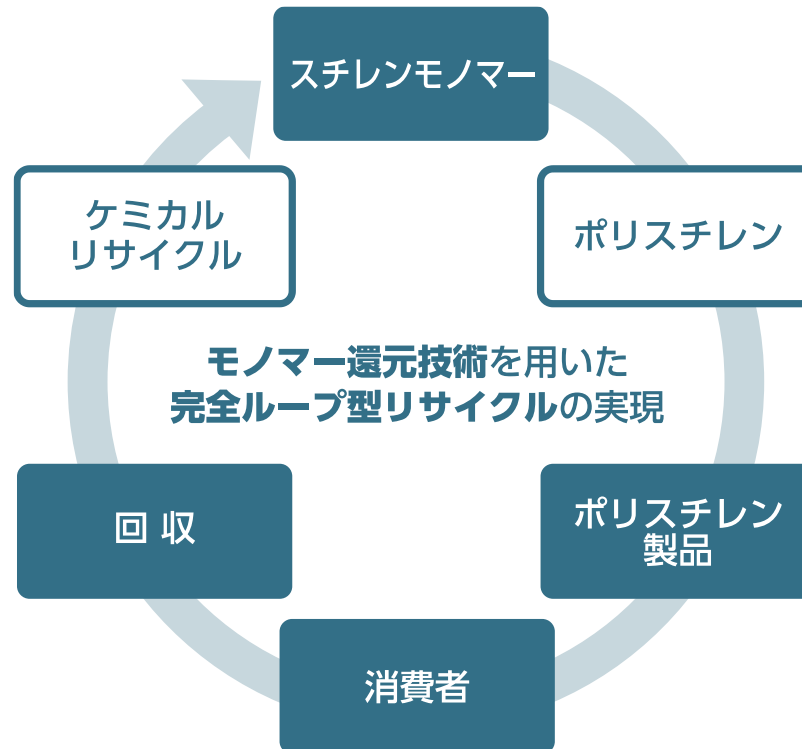 スチレンモノマー
ケミカル
リサイクル
ポリスチレン
モノマー還元技術を用いた
完全ループ型リサイクルの実現
回 収
ポリスチレン
製品
消費者